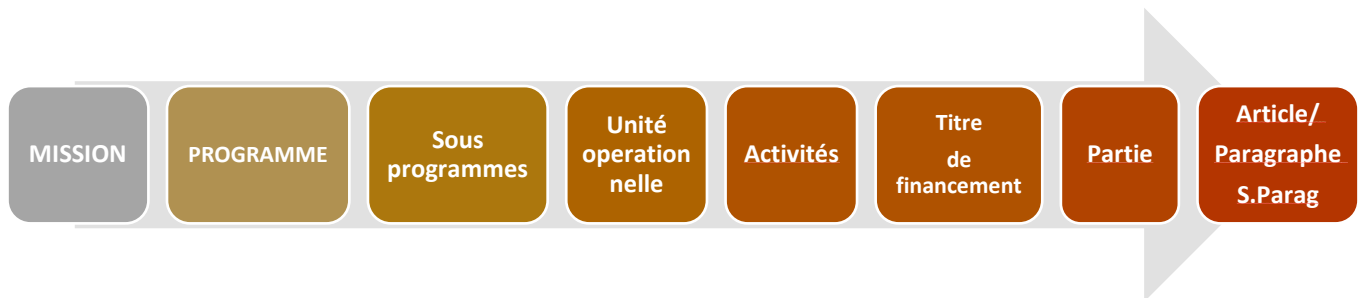 MISSION
PROGRAMME
Sous
programmes
Unité
operation
nelle
Activités
Titre
de
financement
Partie
Article/
Paragraphe
S.Parag